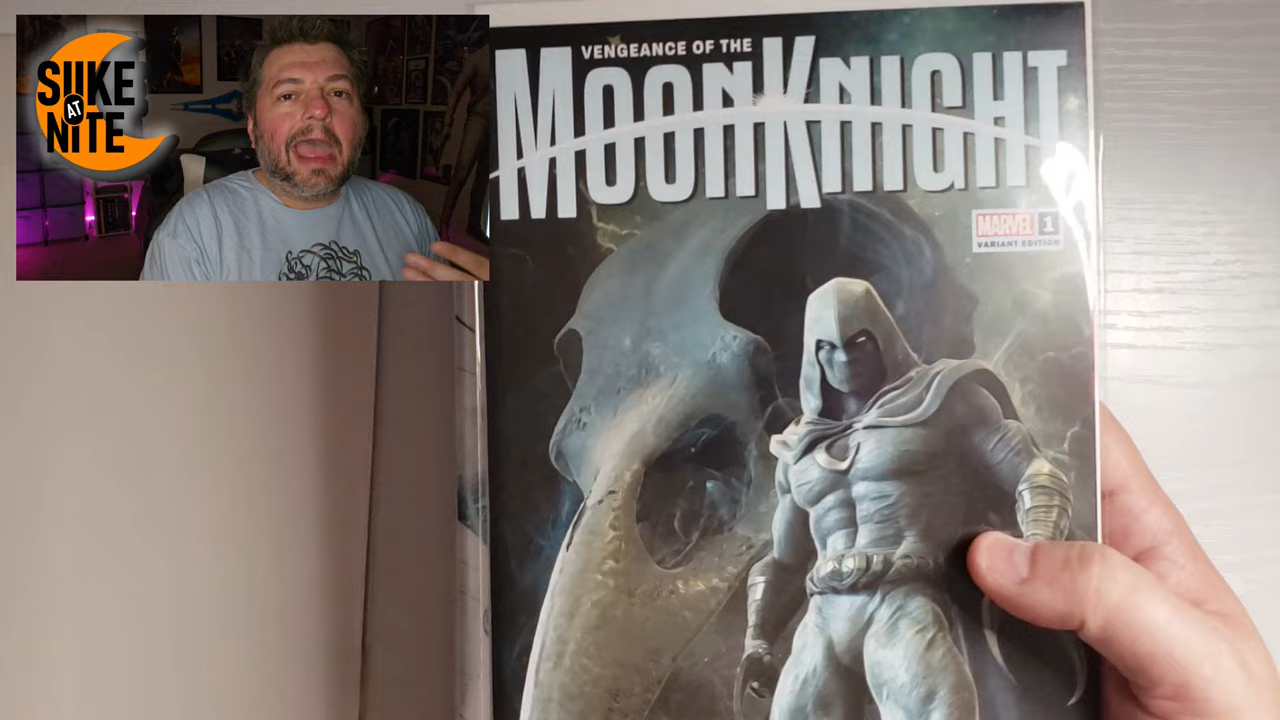 SIIKE
AT
NITE
VENGEANCE OF THE
MOONKNIGHT
MARVEL 1
VARIANT EDITION